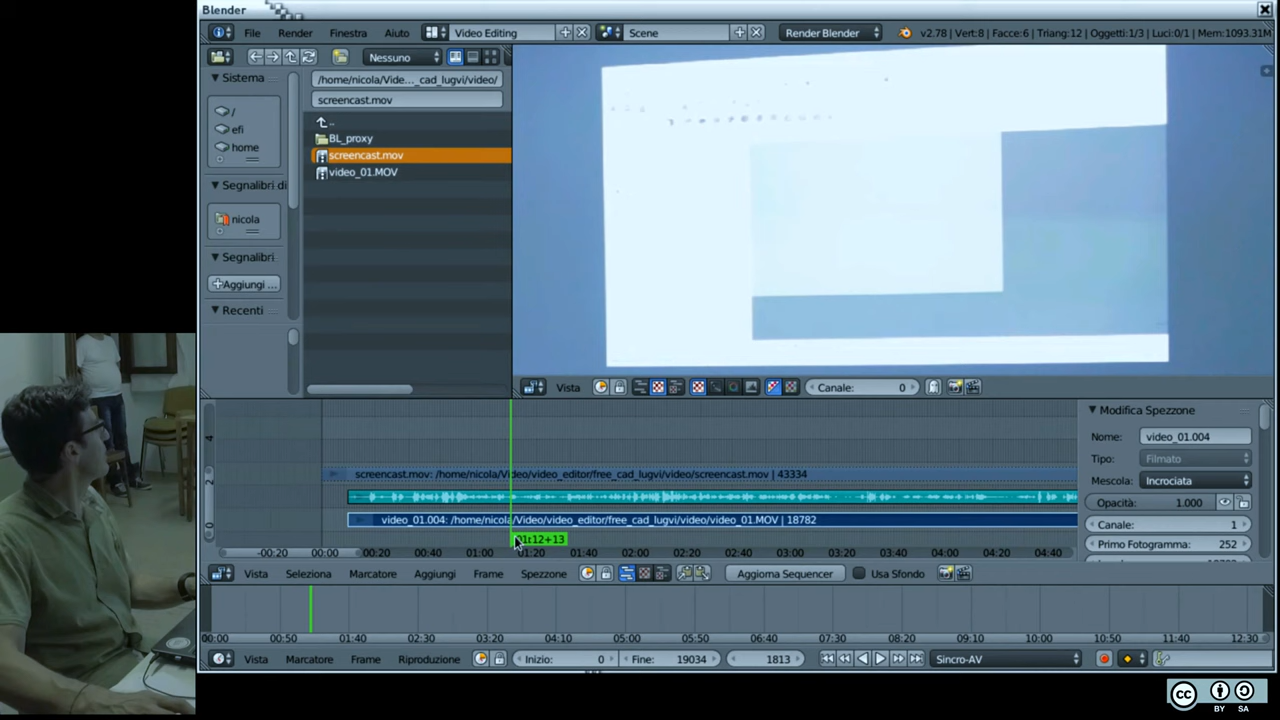 Blender
File Render Finestra Aiuto Video Editing Scene Render Blender v2.78 | Vert:8 | Facce:6 | Triang:12 | Oggetti:1/3 | Luci:0/1 | Mem:1093.31M
Nessuno
Sistema
/home/nicola/Vide..._cad_lugvi/video/
screencast.mov
/
efi
home
..
BL_proxy
screencast.mov
video_01.MOV
Segnalibri di
nicola
Segnalibri
Aggiungi ...
Recenti
Vista Canale: 0
4
2
0
screencast.mov: /home/nicola/Video/video_editor/free_cad_lugvi/video/screencast.mov | 43334
video_01.004: /home/nicola/Video/video_editor/free_cad_lugvi/video/video_01.MOV | 18782
01:12+13
-00:20 00:00 00:20 00:40 01:00 01:20 01:40 02:00 02:20 02:40 03:00 03:20 03:40 04:00 04:20 04:40
Modifica Spezzone
Nome: video_01.004
Tipo: Filmato
Mescola: Incrociata
Opacità: 1.000
Canale: 1
Primo Fotogramma: 252
Vista Seleziona Marcatore Aggiungi Frame Spezzone Aggiorna Sequencer Usa Sfondo
00:00 00:50 01:40 02:30 03:20 04:10 05:00 05:50 06:40 07:30 08:20 09:10 10:00 10:50 11:40 12:30
Vista Marcatore Frame Riproduzione Inizio: 0 Fine: 19034 1813 Sincro-AV
cc BY SA